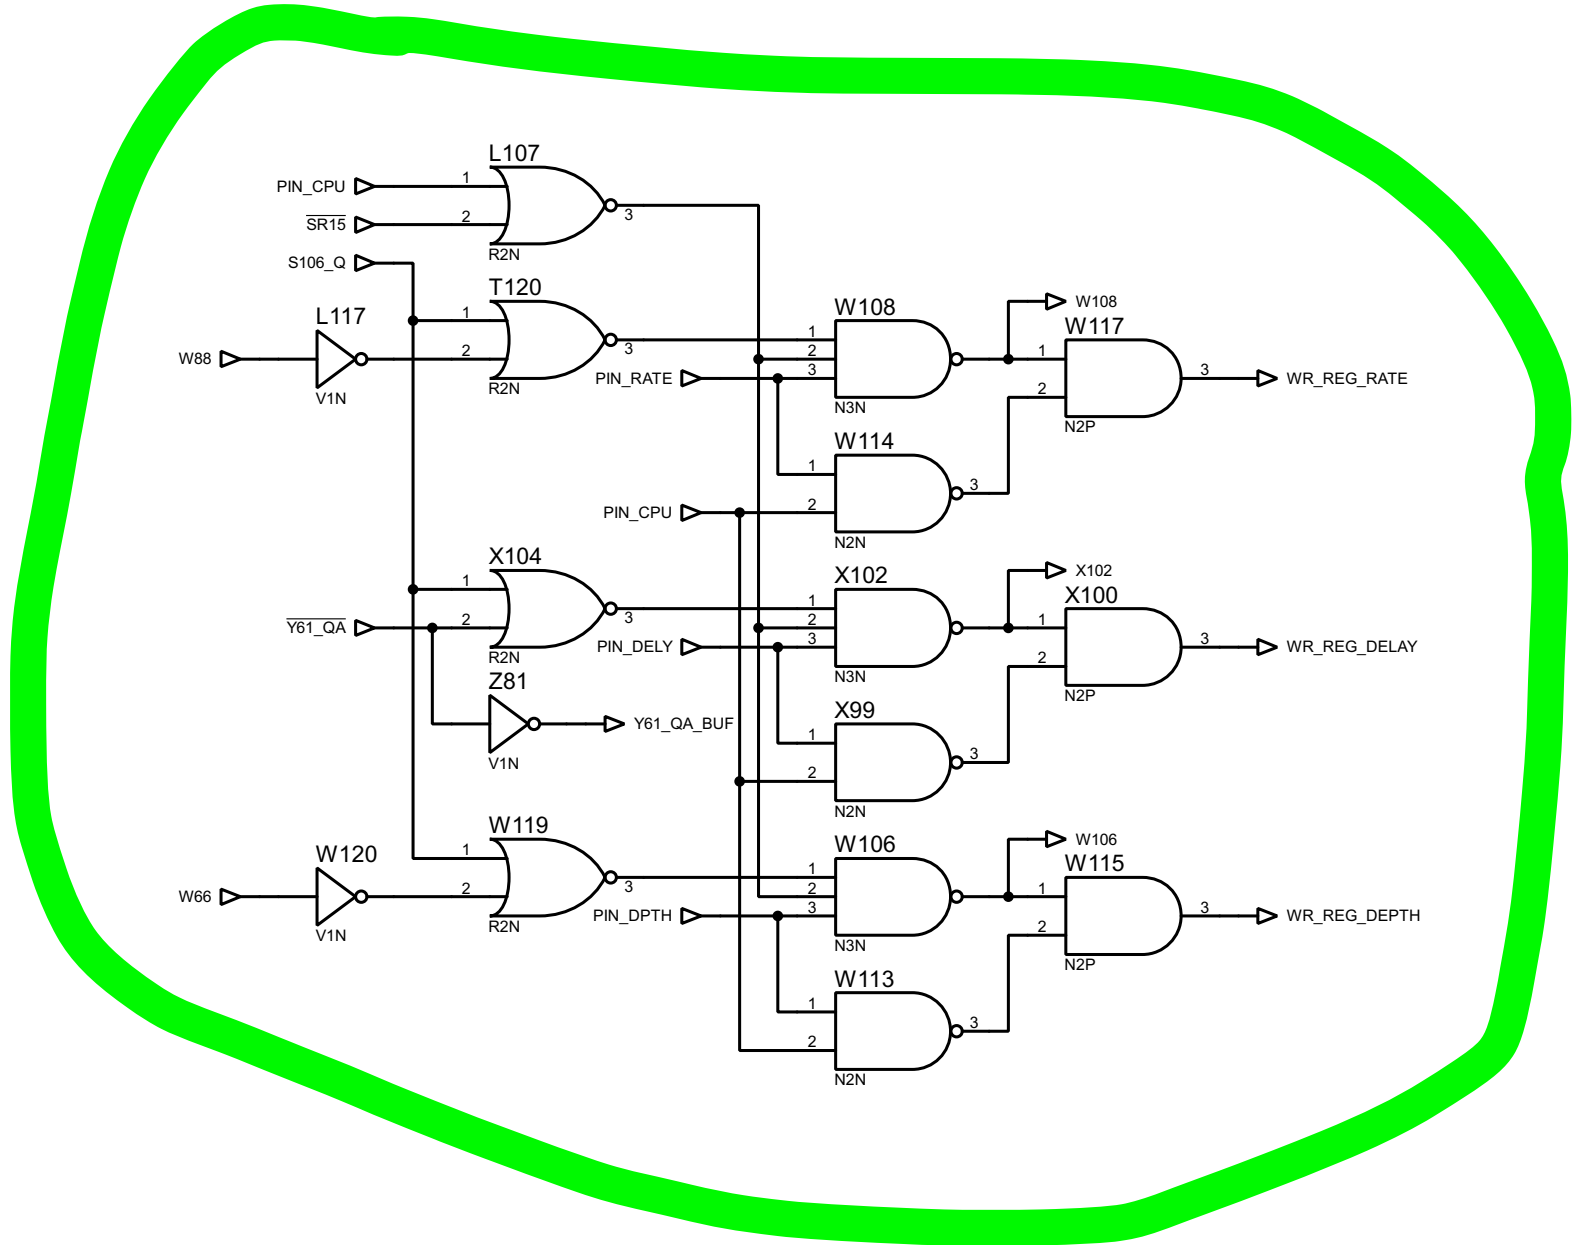 L107
PIN_CPU
1
SR15
2
3
R2N
S106_Q
T120
L117
1
W88
2
3
V1N
R2N
W108
W108
W117
1
2
PIN_RATE
3
N3N
1
2
3
WR_REG_RATE
N2P
W114
1
PIN_CPU
2
3
N2N
X104
1
Y61_QA
2
3
R2N
X102
X102
X100
1
2
PIN_DELY
3
N3N
1
2
3
WR_REG_DELAY
N2P
Z81
Y61_QA_BUF
V1N
X99
1
2
3
N2N
W119
W120
1
W66
2
3
V1N
R2N
W106
W106
W115
1
2
PIN_DPTH
3
N3N
1
2
3
WR_REG_DEPTH
N2P
W113
1
2
3
N2N